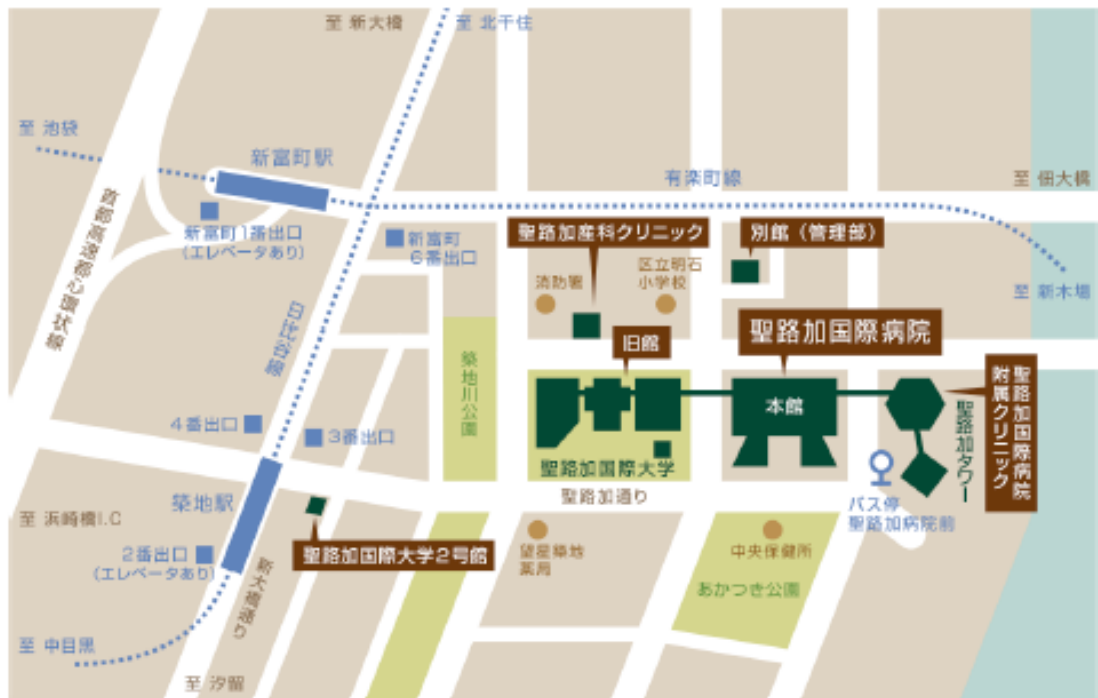 至 新大橋
至 北千住
至 池袋
新富町駅
有楽町線
至 佃大橋
首都高速都心環状線
新富町1番出口
(エレベータあり)
新富町
6番出口
聖路加産科クリニック
別館（管理部）
消防署
区立明石
小学校
至 新木場
日比谷線
聖路加国際病院
旧館
築地川公園
本館
聖路加国際病院
附属クリニック
聖路加タワー
4番出口
3番出口
聖路加国際大学
聖路加通り
築地駅
バス停
聖路加病院前
至 浜崎橋I.C
聖路加国際大学2号館
2番出口
(エレベータあり)
新大橋通り
望星築地
薬局
中央保健所
あかつき公園
至 中目黒
至 汐留